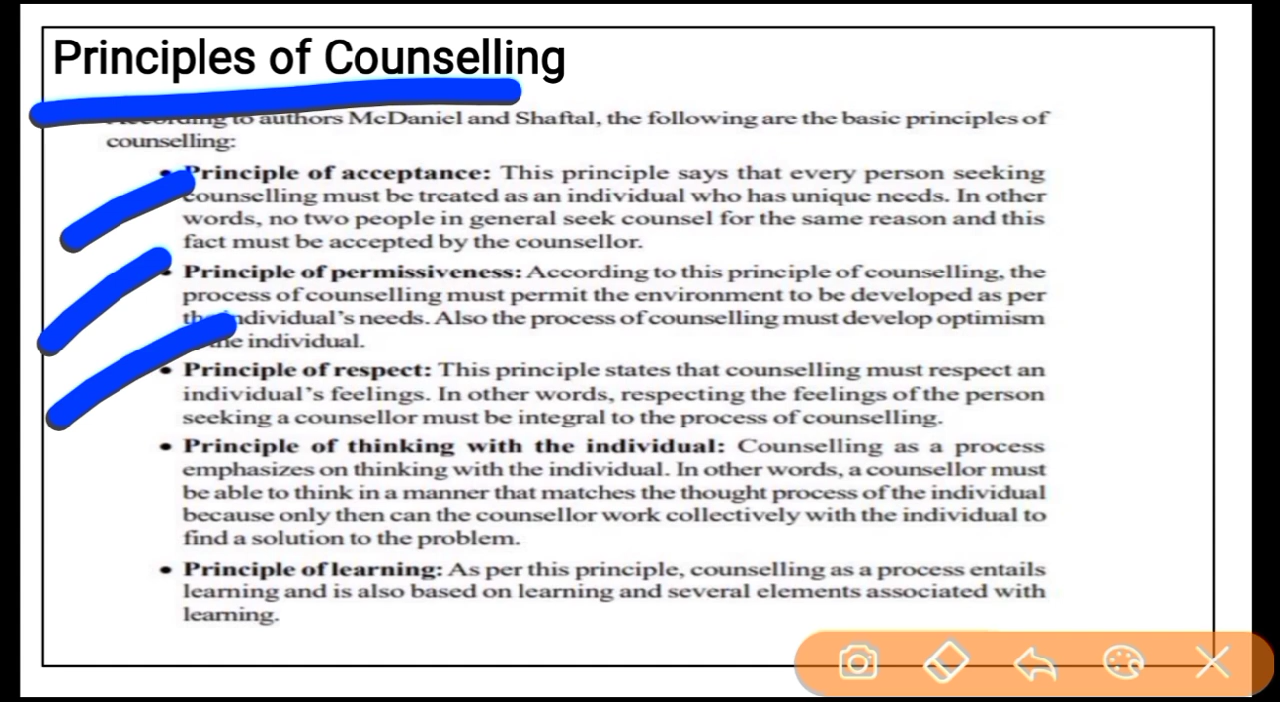 Principles of Counselling
According to authors McDaniel and Shaftal, the following are the basic principles of
counselling:
• Principle of acceptance: This principle says that every person seeking
counselling must be treated as an individual who has unique needs. In other
words, no two people in general seek counsel for the same reason and this
fact must be accepted by the counsellor.
• Principle of permissiveness: According to this principle of counselling, the
process of counselling must permit the environment to be developed as per
the individual's needs. Also the process of counselling must develop optimism
the individual.
• Principle of respect: This principle states that counselling must respect an
individual's feelings. In other words, respecting the feelings of the person
seeking a counsellor must be integral to the process of counselling.
• Principle of thinking with the individual: Counselling as a process
emphasizes on thinking with the individual. In other words, a counsellor must
be able to think in a manner that matches the thought process of the individual
because only then can the counsellor work collectively with the individual to
find a solution to the problem.
• Principle of learning: As per this principle, counselling as a process entails
learning and is also based on learning and several elements associated with
learning.